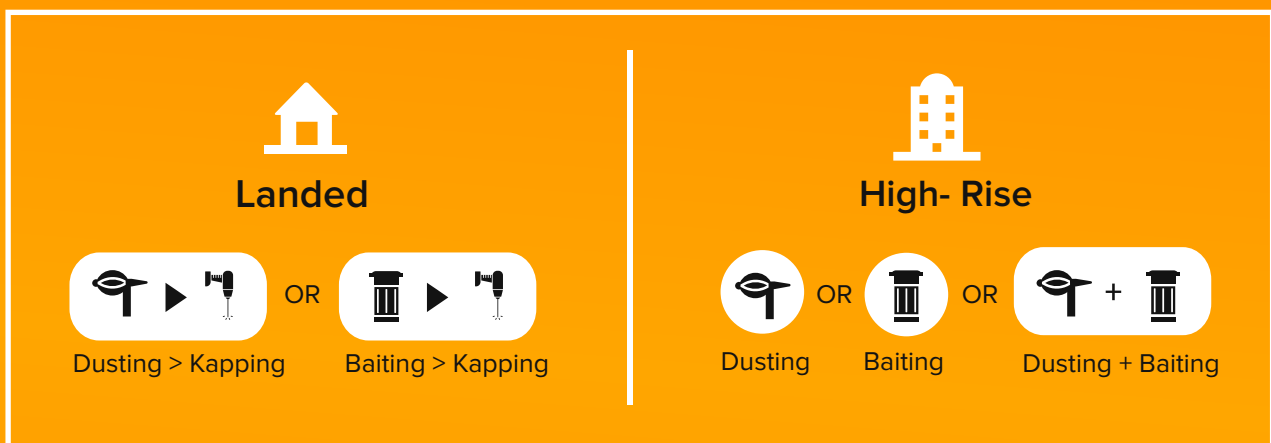 Landed
OR
Dusting > Kapping
Baiting > Kapping
High- Rise
OR
OR
+
Dusting
Baiting
Dusting + Baiting